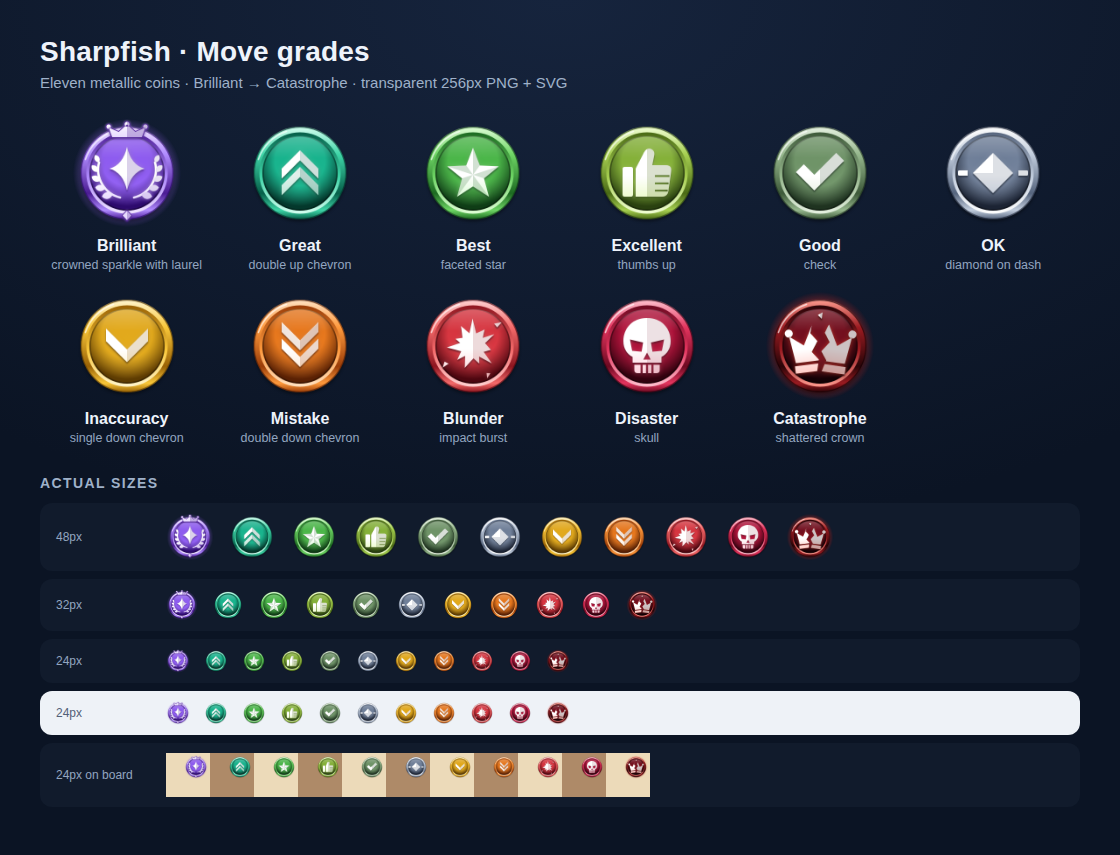 Sharpfish · Move grades
Eleven metallic coins · Brilliant → Catastrophe · transparent 256px PNG + SVG
Brilliant
crowned sparkle with laurel
Great
double up chevron
Best
faceted star
Excellent
thumbs up
Good
check
OK
diamond on dash
Inaccuracy
single down chevron
Mistake
double down chevron
Blunder
impact burst
Disaster
skull
Catastrophe
shattered crown
ACTUAL SIZES
48px
32px
24px
24px
24px on board